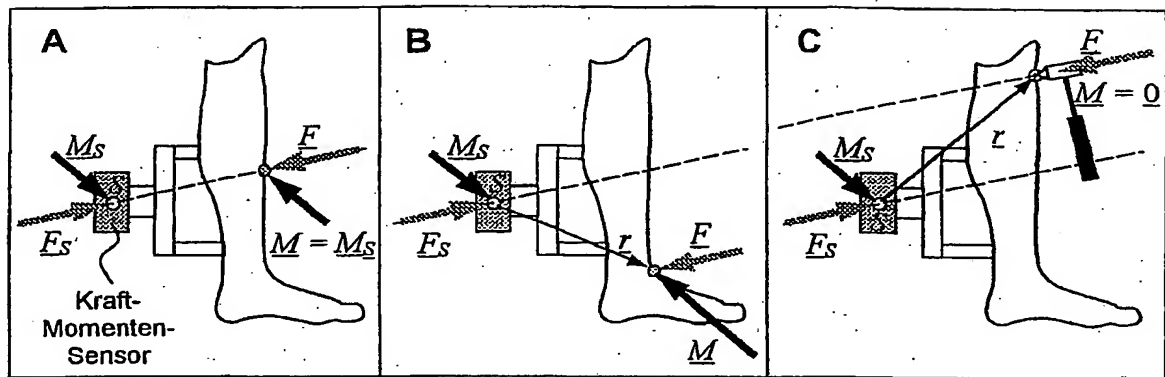 A
M_S
F
F_S
M = M_S
Kraft-
Momenten-
Sensor
B
M_S
r
F
F_S
M
C
F
M = 0
r
M_S
F_S